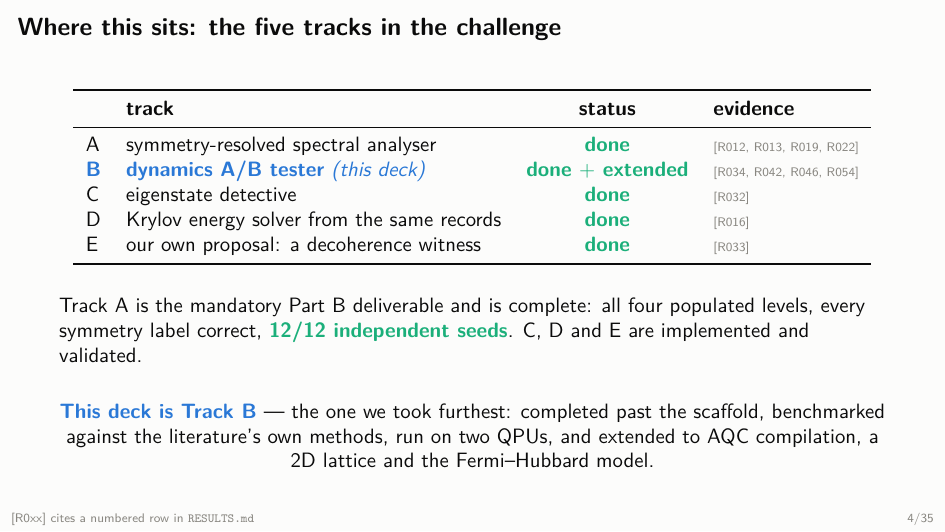 Where this sits: the five tracks in the challenge
track status evidence
A symmetry-resolved spectral analyser done [R012, R013, R019, R022]
B dynamics A/B tester (this deck) done + extended [R034, R042, R046, R054]
C eigenstate detective done [R032]
D Krylov energy solver from the same records done [R016]
E our own proposal: a decoherence witness done [R033]
Track A is the mandatory Part B deliverable and is complete: all four populated levels, every
symmetry label correct, 12/12 independent seeds. C, D and E are implemented and
validated.
This deck is Track B — the one we took furthest: completed past the scaffold, benchmarked
against the literature's own methods, run on two QPUs, and extended to AQC compilation, a
2D lattice and the Fermi–Hubbard model.
[R0xx] cites a numbered row in RESULTS.md
4/35